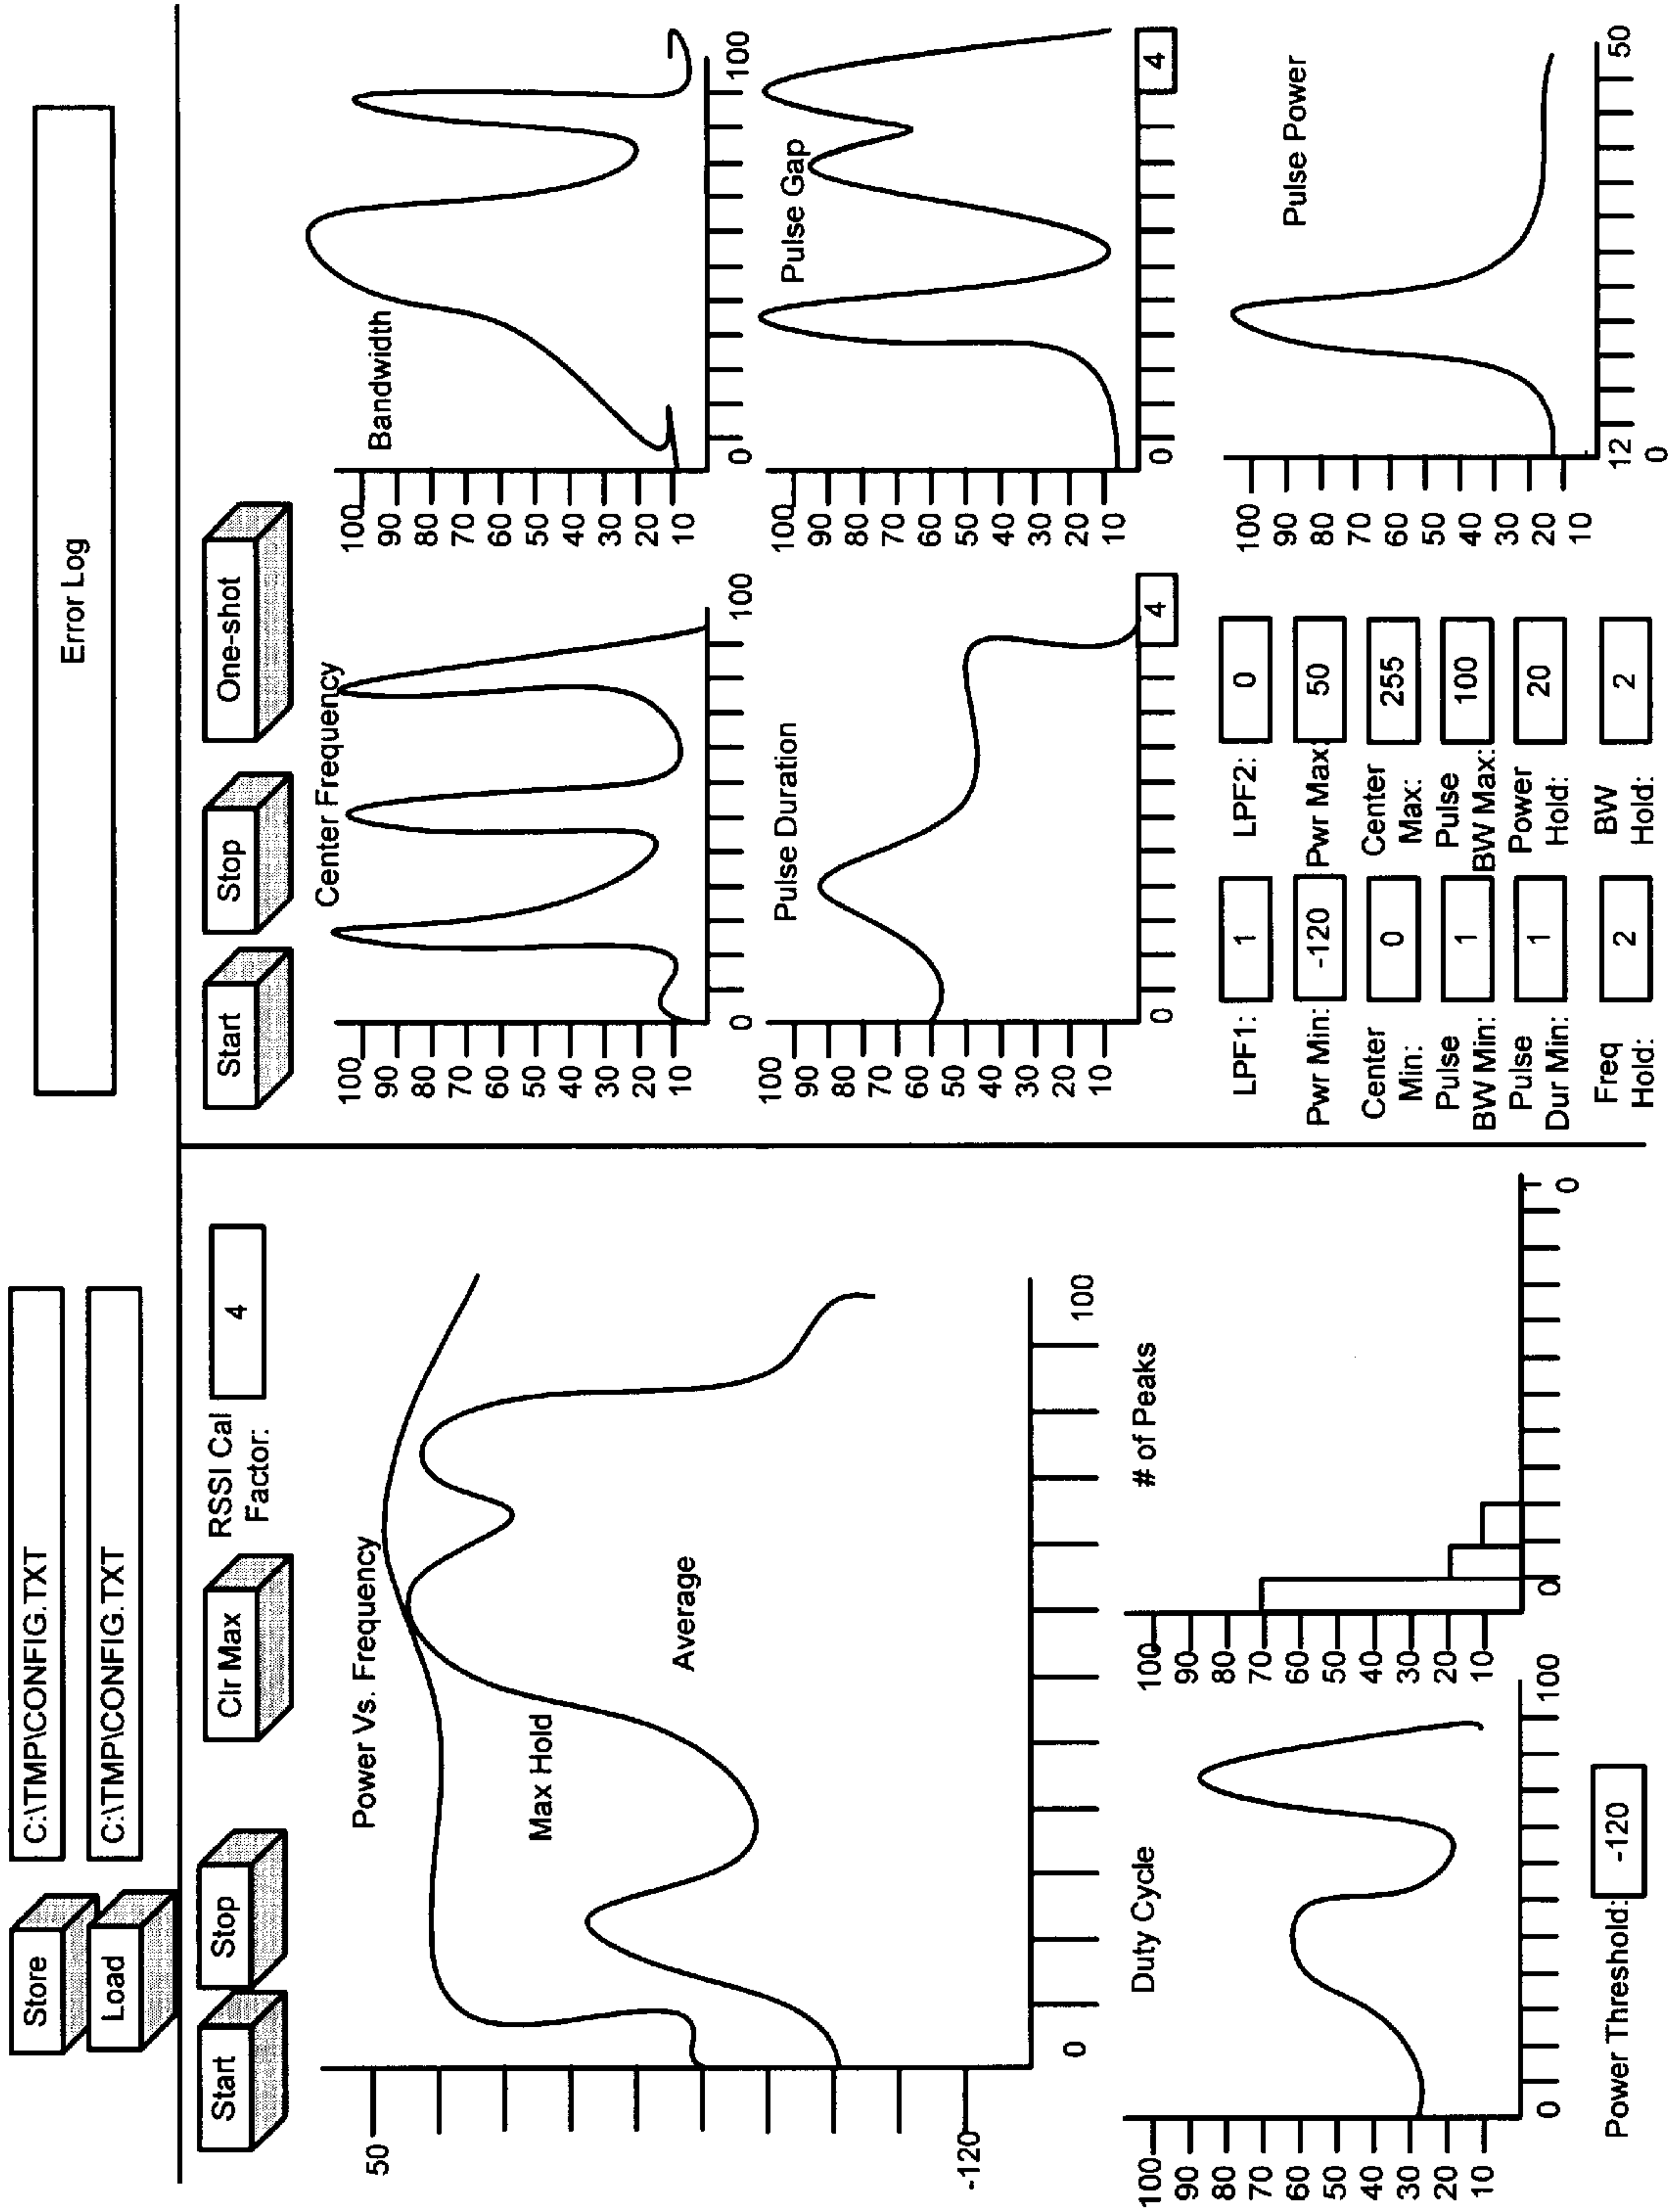 Store
C:\TMP\CONFIG.TXT
Load
C:\TMP\CONFIG.TXT
Error Log
Start
Stop
Clr Max
RSSI Cal
Factor:
4
Power Vs. Frequency
50
-120
Max Hold
Average
0
100
Duty Cycle
100
90
80
70
60
50
40
30
20
10
0
100
Power Threshold:
-120
# of Peaks
100
90
80
70
60
50
40
30
20
10
0
1
0
Start
Stop
One-shot
Center Frequency
100
90
80
70
60
50
40
30
20
10
0
100
Bandwidth
100
90
80
70
60
50
40
30
20
10
0
100
Pulse Duration
100
90
80
70
60
50
40
30
20
10
0
4
Pulse Gap
100
90
80
70
60
50
40
30
20
10
0
4
LPF1: 1 LPF2: 0
Pwr Min: -120 Pwr Max: 50
Center
Min:
0
Center
Max:
255
Pulse
BW Min:
1
Pulse
BW Max:
100
Pulse
Dur Min:
1
Power
Hold:
20
Freq
Hold:
2
BW
Hold:
2
Pulse Power
100
90
80
70
60
50
40
30
20
10
12
0
50